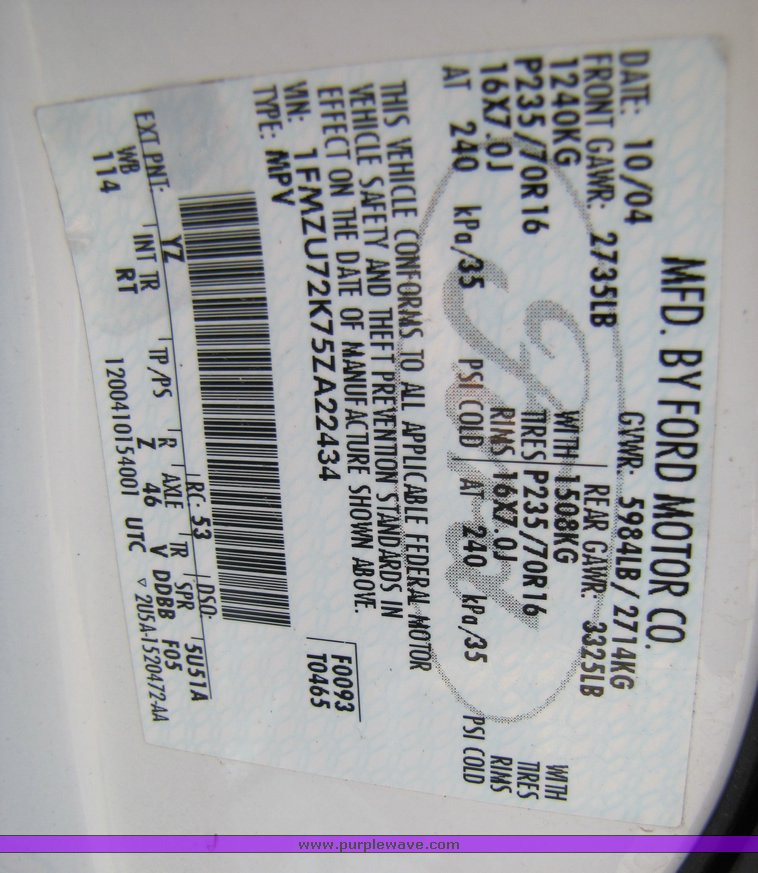 MFD. BY FORD MOTOR CO.
DATE: 10/04 GVWR: 5984LB / 2714KG
FRONT GAWR: 2735LB REAR GAWR: 3325LB
1240KG WITH 1508KG WITH
P235/70R16 TIRES P235/70R16 TIRES
16X7.0J RIMS 16X7.0J RIMS
AT 240 kPa/35 PSI COLD AT 240 kPa/35 PSI COLD
THIS VEHICLE CONFORMS TO ALL APPLICABLE FEDERAL MOTOR
VEHICLE SAFETY AND THEFT PREVENTION STANDARDS IN
EFFECT ON THE DATE OF MANUFACTURE SHOWN ABOVE.
VIN: 1FMZU72K75ZA22434 F0093
TYPE: MPV T0465
EXT PNT: YZ RC: 53 DSO: 5U51A
WB INT TR TP/PS R AXLE TR SPR
114 RT Z 46 V DDBB F05
1200410154001 UTC ▽ 2U5A-1520472-AA
Ford
www.purplewave.com